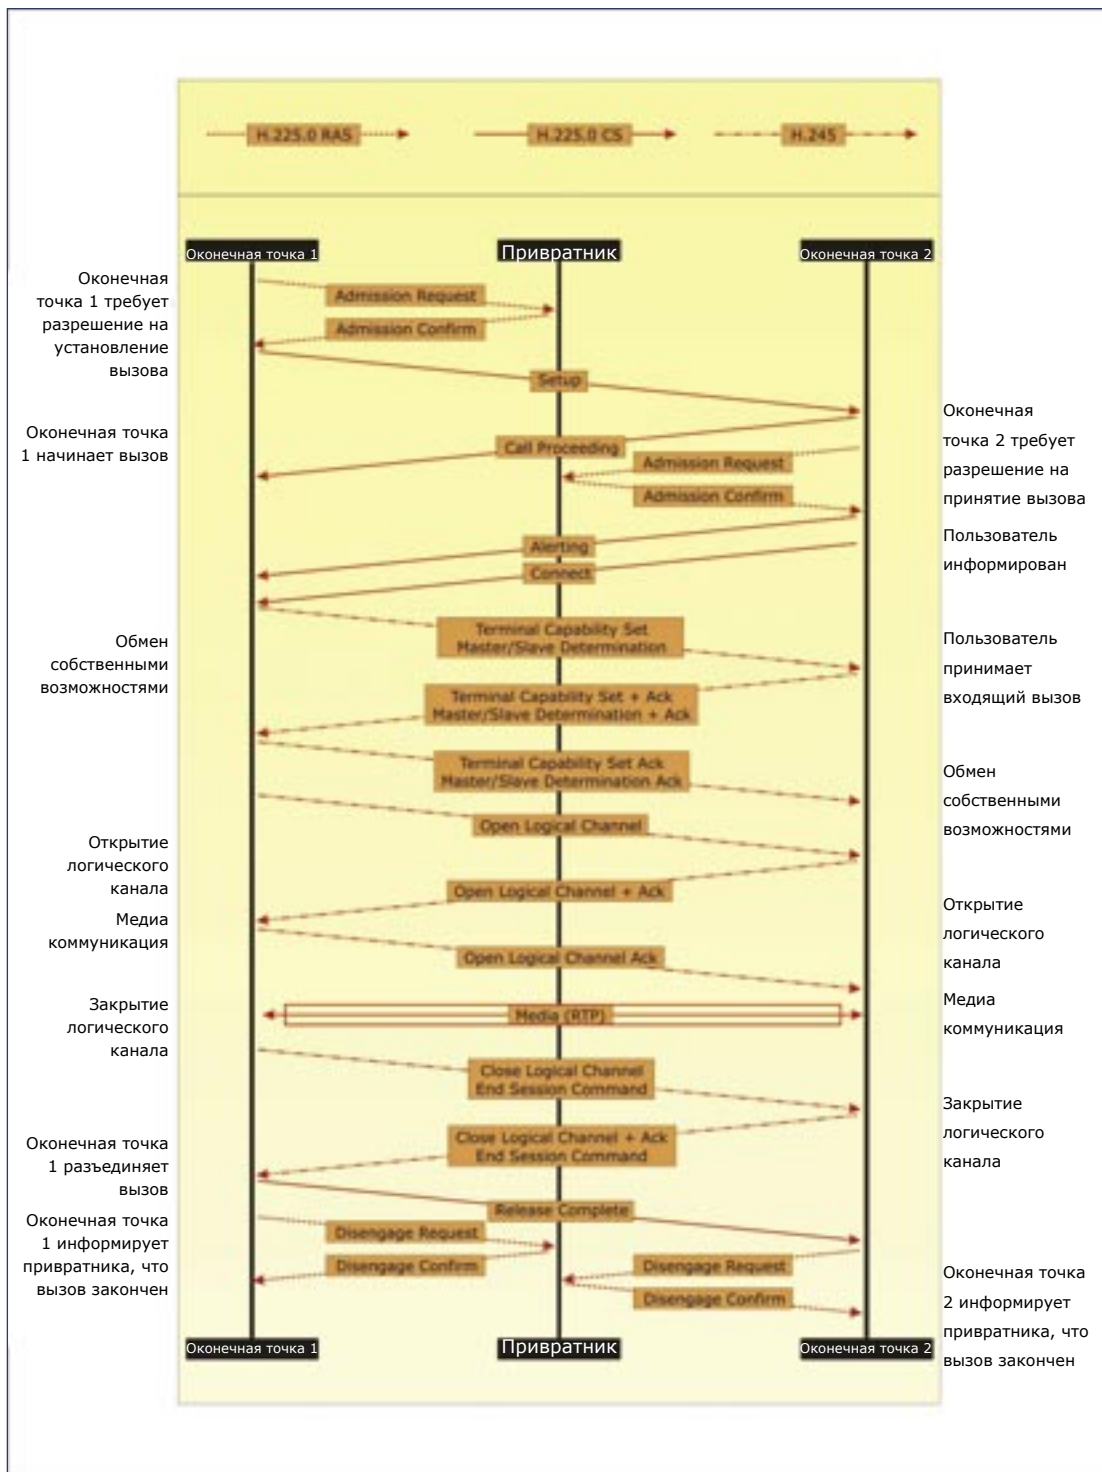 H.225.0 RAS
H.225.0 CS
H.245
Оконечная точка 1
Привратник
Оконечная точка 2
Оконечная
точка 1 требует
разрешение на
установление
вызова
Admission Request
Admission Confirm
Setup
Оконечная точка
1 начинает вызов
Call Proceeding
Оконечная
точка 2 требует
разрешение на
принятие вызова
Admission Request
Admission Confirm
Alerting
Пользователь
информирован
Connect
Обмен
собственными
возможностями
Terminal Capability Set
Master/Slave Determination
Пользователь
принимает
входящий вызов
Terminal Capability Set + Ack
Master/Slave Determination + Ack
Terminal Capability Set Ack
Master/Slave Determination Ack
Обмен
собственными
возможностями
Open Logical Channel
Открытие
логического
канала
Open Logical Channel + Ack
Медиа
коммуникация
Открытие
логического
канала
Open Logical Channel Ack
Закрытие
логического
канала
Media (RTP)
Медиа
коммуникация
Close Logical Channel
End Session Command
Закрытие
логического
канала
Close Logical Channel + Ack
End Session Command
Оконечная точка
1 разъединяет
вызов
Release Complete
Оконечная точка
1 информирует
привратника, что
вызов закончен
Disengage Request
Disengage Confirm
Disengage Request
Disengage Confirm
Оконечная точка
2 информирует
привратника, что
вызов закончен
Оконечная точка 1
Привратник
Оконечная точка 2